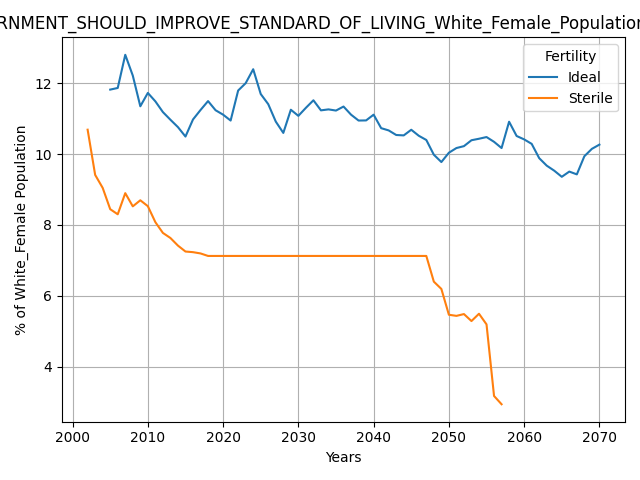 RNMENT_SHOULD_IMPROVE_STANDARD_OF_LIVING_White_Female_Population
Fertility
Ideal
Sterile
12
10
8
6
4
% of White_Female Population
2000 2010 2020 2030 2040 2050 2060 2070
Years